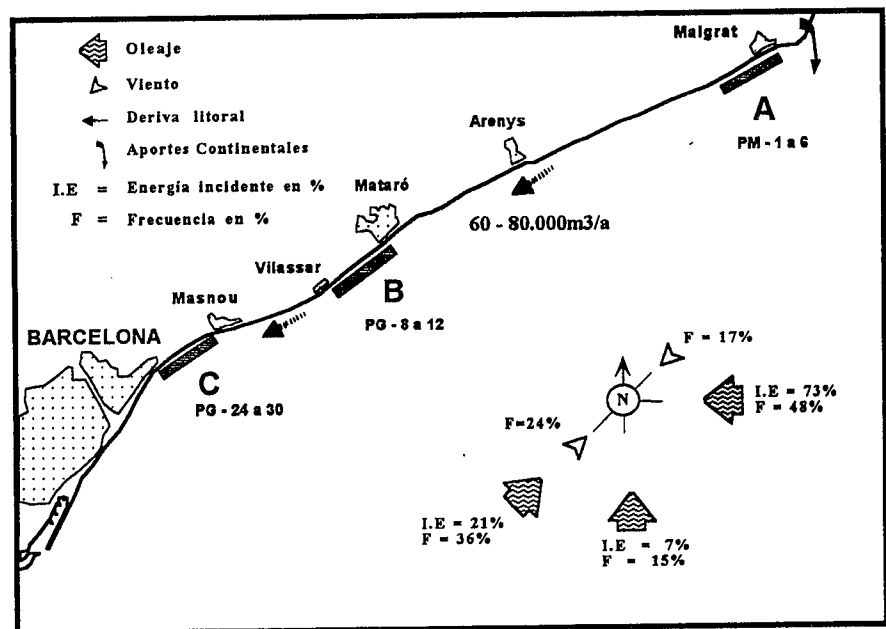 Oleaje
Viento
Deriva litoral
Aportes Continentales
I.E = Energía incidente en %
F = Frecuencia en %
Malgrat
A
PM - 1 a 6
Arenys
60 - 80.000m3/a
Mataró
Vilassar
B
PG - 8 a 12
Masnou
BARCELONA
C
PG - 24 a 30
F = 17%
N
I.E = 73%
F = 48%
F=24%
I.E = 21%
F = 36%
I.E = 7%
F = 15%